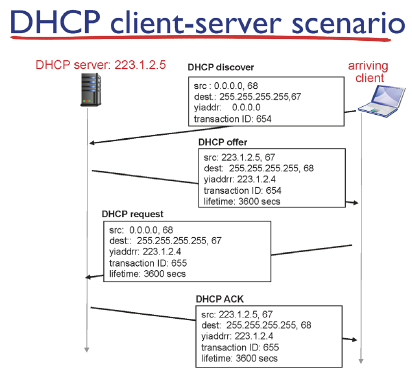 DHCP client-server scenario
DHCP server: 223.1.2.5
arriving
client
DHCP discover
src : 0.0.0.0, 68
dest.: 255.255.255.255,67
yiaddr: 0.0.0.0
transaction ID: 654
DHCP offer
src: 223.1.2.5, 67
dest: 255.255.255.255, 68
yiaddrr: 223.1.2.4
transaction ID: 654
lifetime: 3600 secs
DHCP request
src: 0.0.0.0, 68
dest:: 255.255.255.255, 67
yiaddrr: 223.1.2.4
transaction ID: 655
lifetime: 3600 secs
DHCP ACK
src: 223.1.2.5, 67
dest: 255.255.255.255, 68
yiaddrr: 223.1.2.4
transaction ID: 655
lifetime: 3600 secs